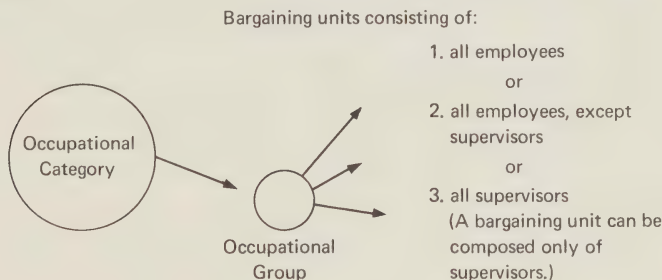 Bargaining units consisting of:
1. all employees
or
2. all employees, except
supervisors
or
3. all supervisors
(A bargaining unit can be
composed only of
supervisors.)
Occupational
Category
Occupational
Group